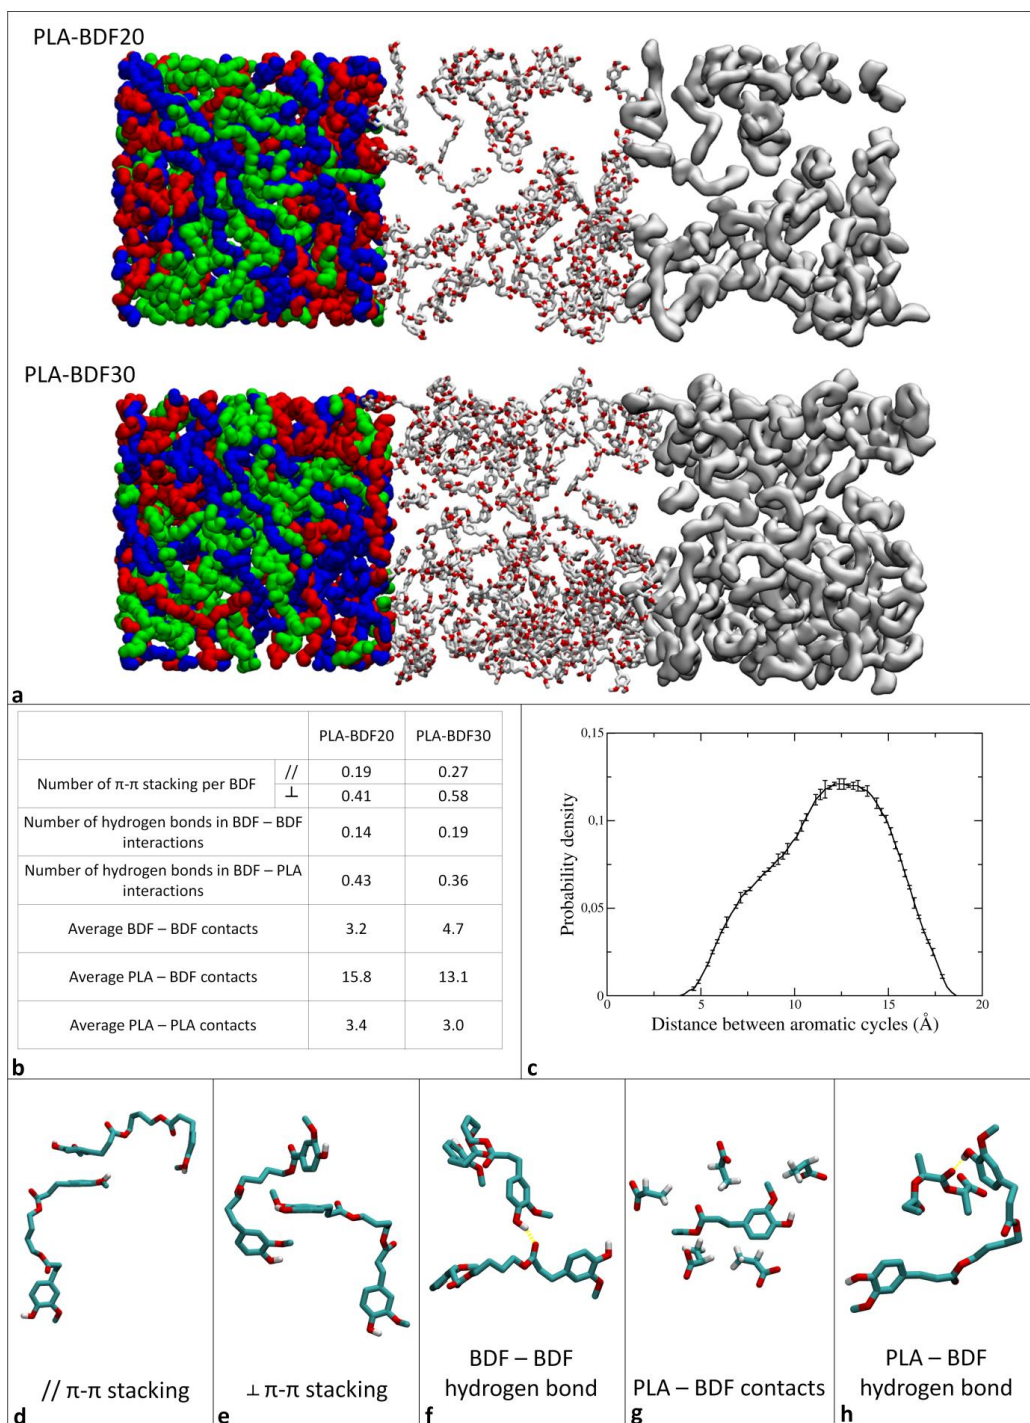 PLA-BDF20
PLA-BDF30
a
PLA-BDF20 PLA-BDF30
Number of π-π stacking per BDF // 0.19 0.27
⊥ 0.41 0.58
Number of hydrogen bonds in BDF – BDF
interactions 0.14 0.19
Number of hydrogen bonds in BDF – PLA
interactions 0.43 0.36
Average BDF – BDF contacts 3.2 4.7
Average PLA – BDF contacts 15.8 13.1
Average PLA – PLA contacts 3.4 3.0
b
0,15
0,1
0,05
0
Probability density
0 5 10 15 20
Distance between aromatic cycles (Å)
c
// π-π stacking
d
⊥ π-π stacking
e
BDF – BDF
hydrogen bond
f
PLA – BDF contacts
g
PLA – BDF
hydrogen bond
h